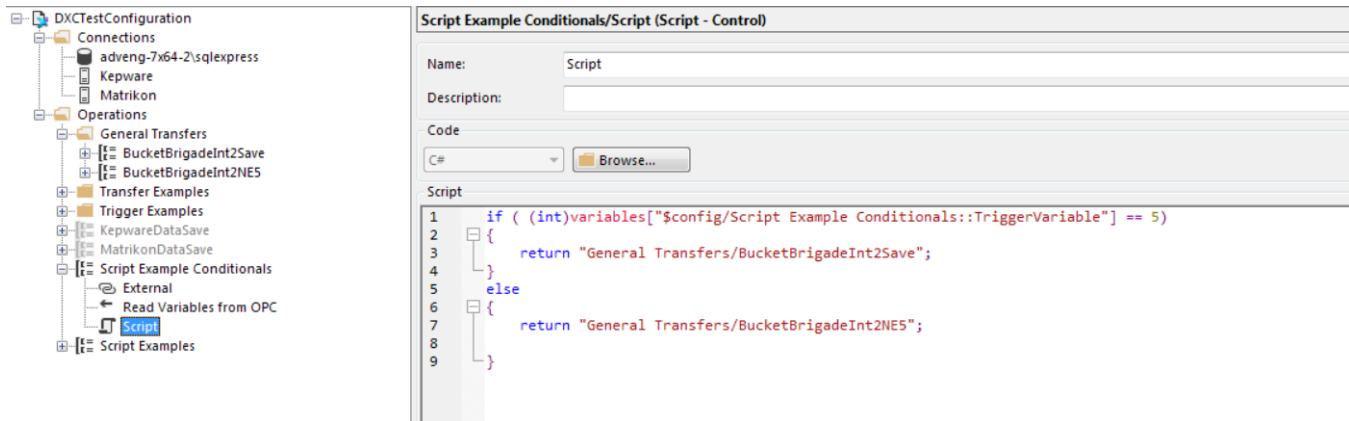 DXCTestConfiguration
Connections
adveng-7x64-2\sqlexpress
Kepware
Matrikon
Operations
General Transfers
BucketBrigadeInt2Save
BucketBrigadeInt2NE5
Transfer Examples
Trigger Examples
KepwareDataSave
MatrikonDataSave
Script Example Conditionals
External
Read Variables from OPC
Script
Script Examples
Script Example Conditionals/Script (Script - Control)
Name: Script
Description:
Code
C# Browse...
Script
1 if ( (int)variables["$config/Script Example Conditionals::TriggerVariable"] == 5)
2 {
3 return "General Transfers/BucketBrigadeInt2Save";
4 }
5 else
6 {
7 return "General Transfers/BucketBrigadeInt2NE5";
8
9 }